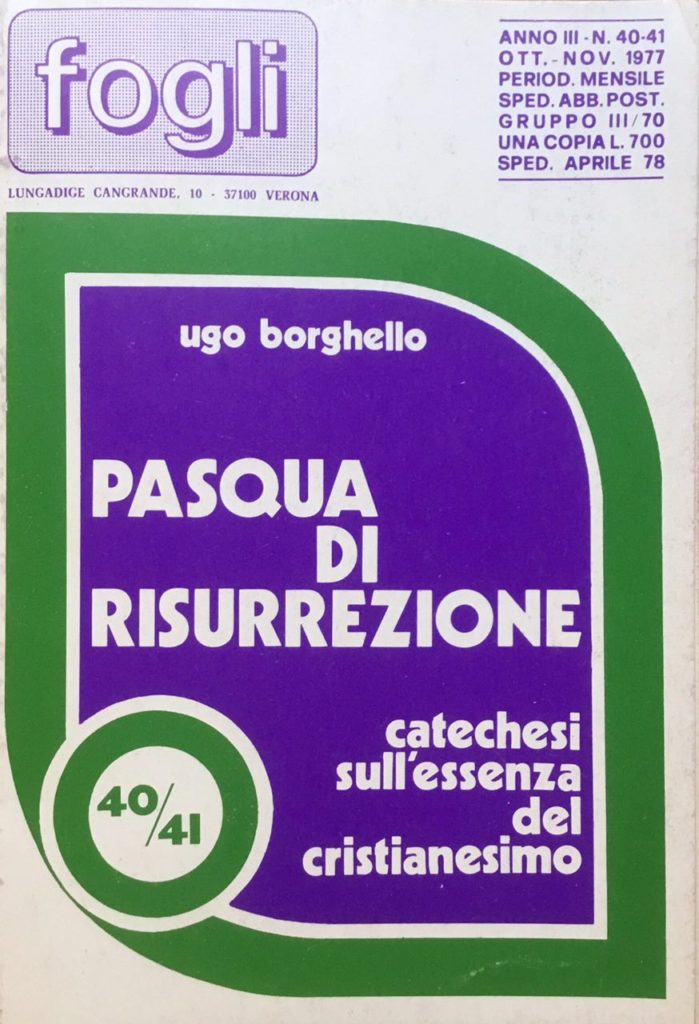 fogli
LUNGADIGE CANGRANDE, 10 - 37100 VERONA
ANNO III - N. 40-41
OTT. - NOV. 1977
PERIOD. MENSILE
SPED. ABB. POST.
GRUPPO III/70
UNA COPIA L. 700
SPED. APRILE 78
ugo borghello
PASQUA
DI
RISURREZIONE
catechesi
sull'essenza
del
cristianesimo
40/41